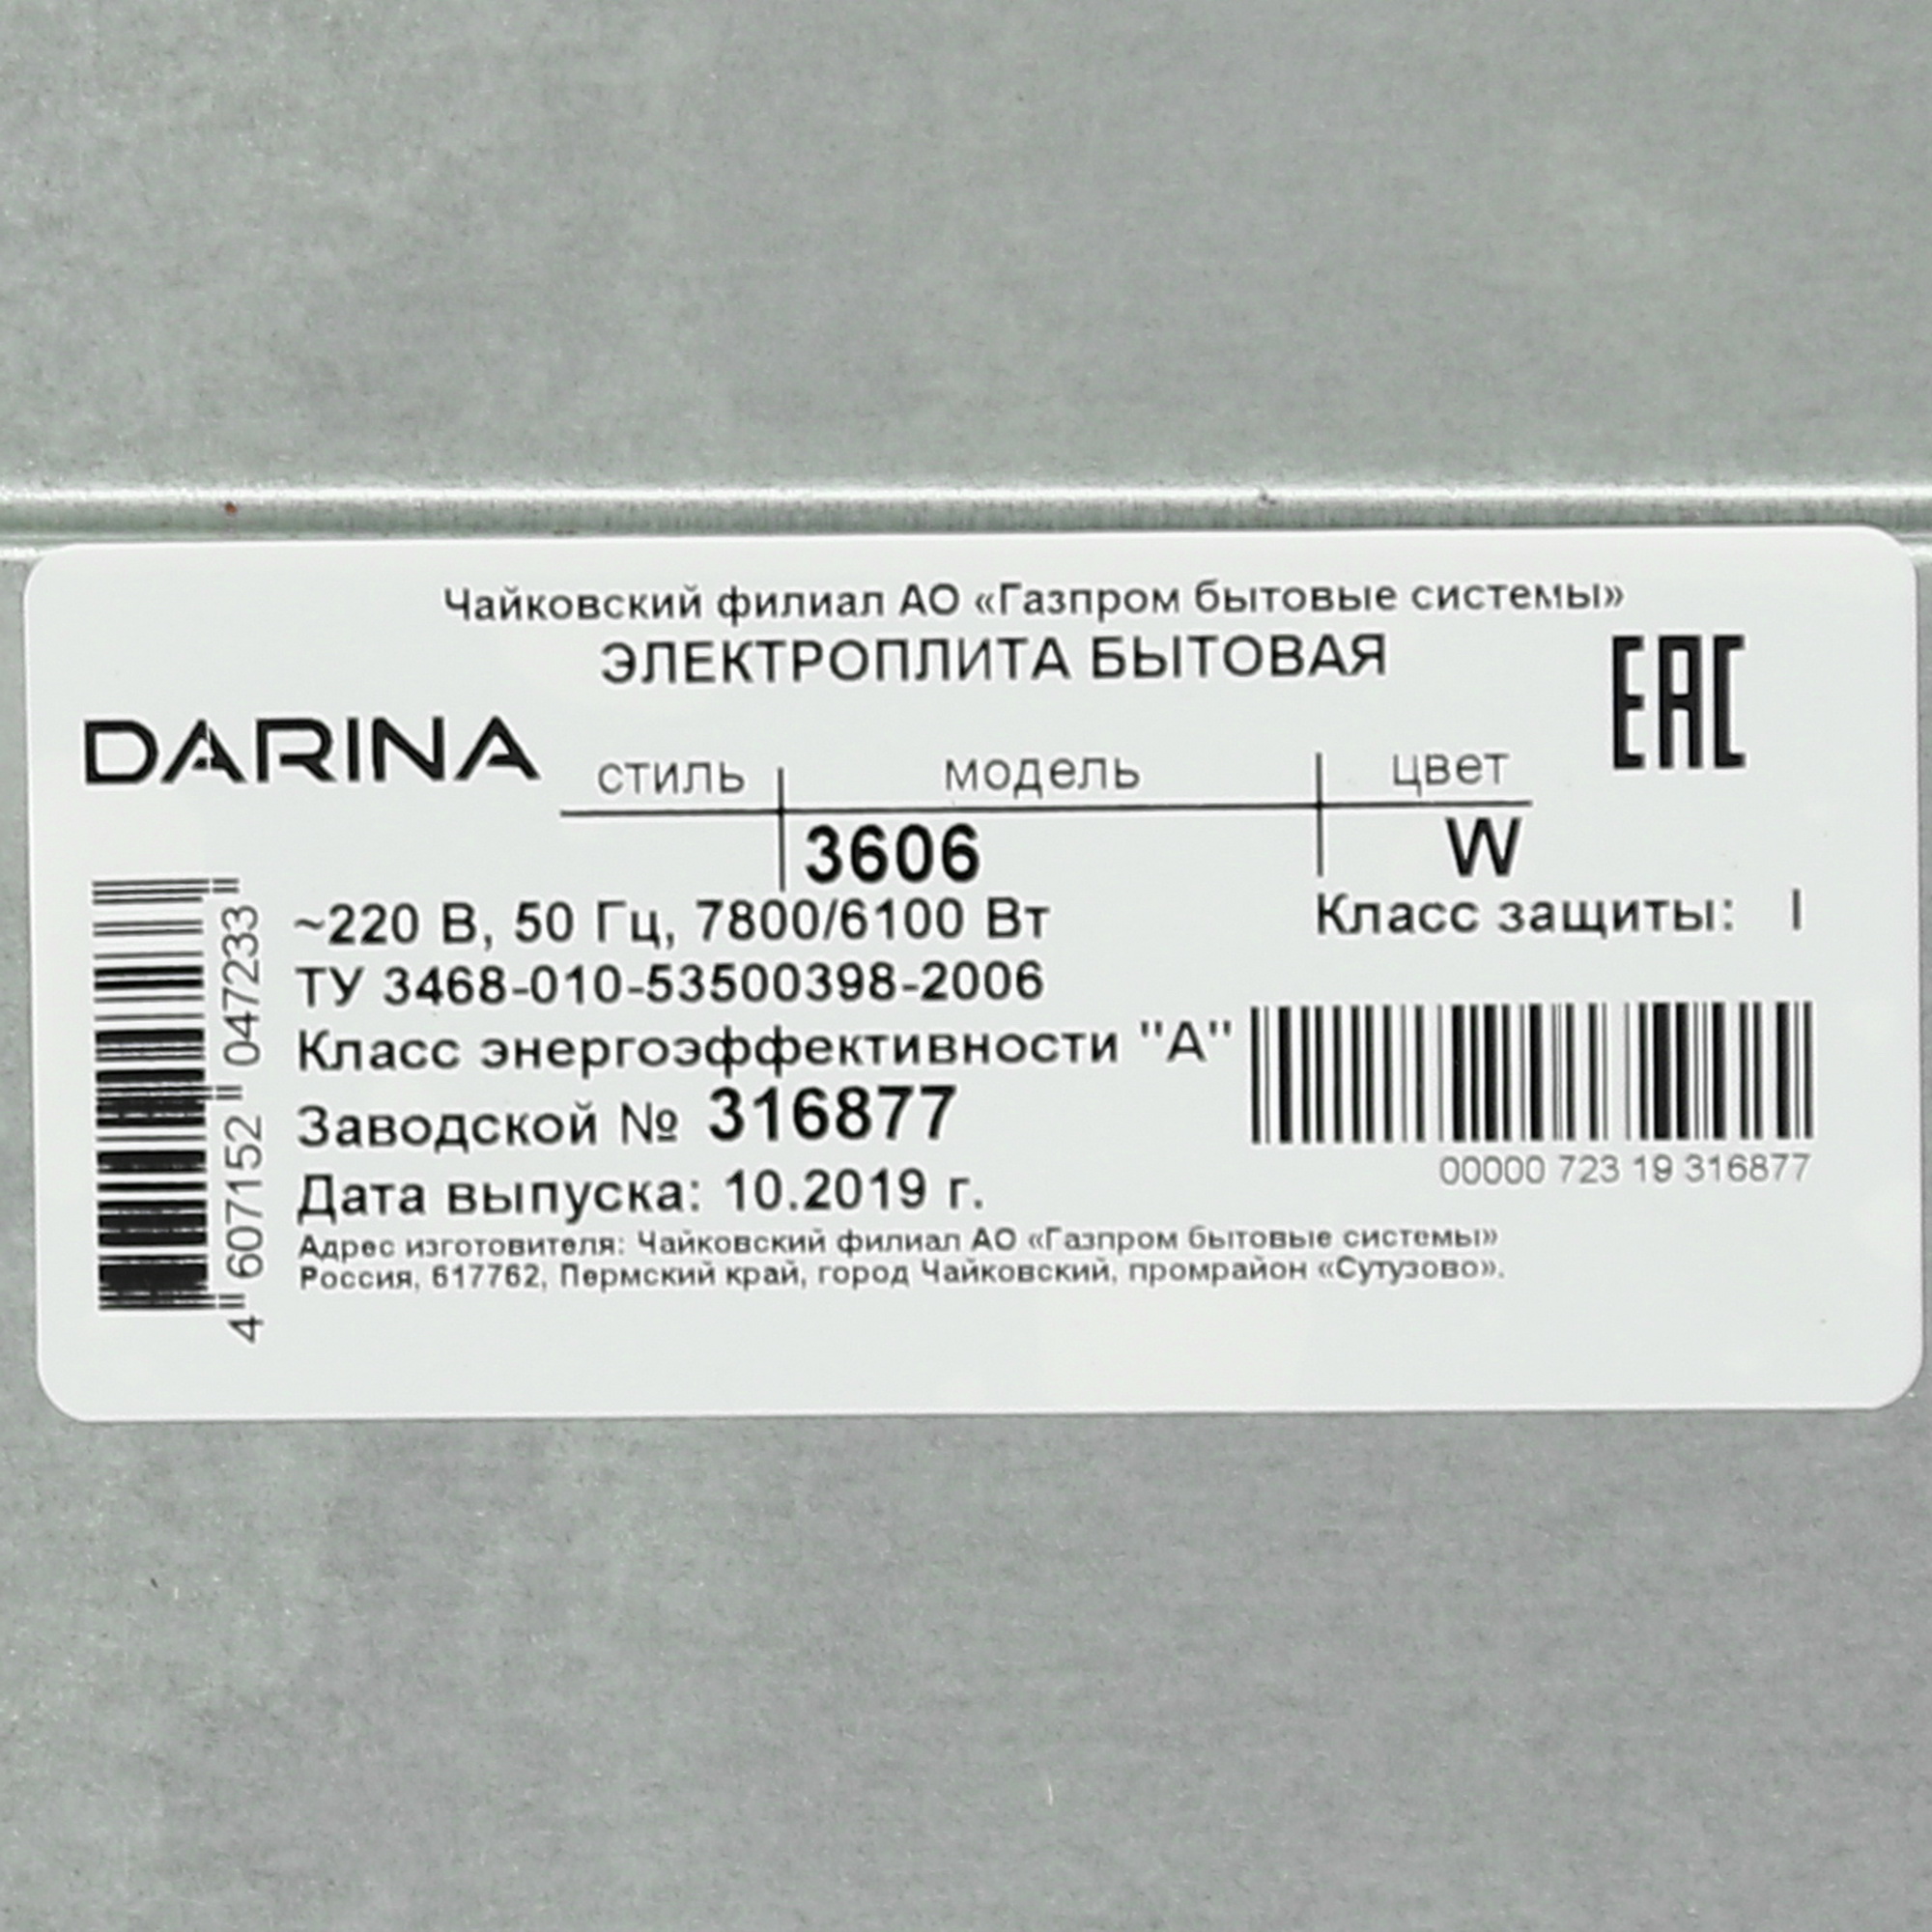 Чайковский филиал АО «Газпром бытовые системы»
ЭЛЕКТРОПЛИТА БЫТОВАЯ
EAC
DARINA
стиль модель цвет
3606 W
~220 В, 50 Гц, 7800/6100 Вт Класс защиты: I
ТУ 3468-010-53500398-2006
Класс энергоэффективности "А"
Заводской № 316877
00000 723 19 316877
Дата выпуска: 10.2019 г.
Адрес изготовителя: Чайковский филиал АО «Газпром бытовые системы»
Россия, 617762, Пермский край, город Чайковский, промрайон «Сутузово».
4 607152 047233